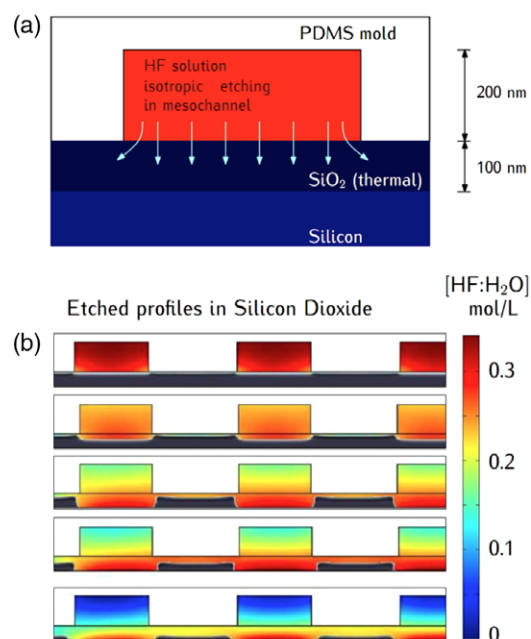 (a)
PDMS mold
HF solution
isotropic etching
in mesochannel
200 nm
100 nm
SiO₂ (thermal)
Silicon
[HF:H₂O]
mol/L
Etched profiles in Silicon Dioxide
(b)
0.3
0.2
0.1
0